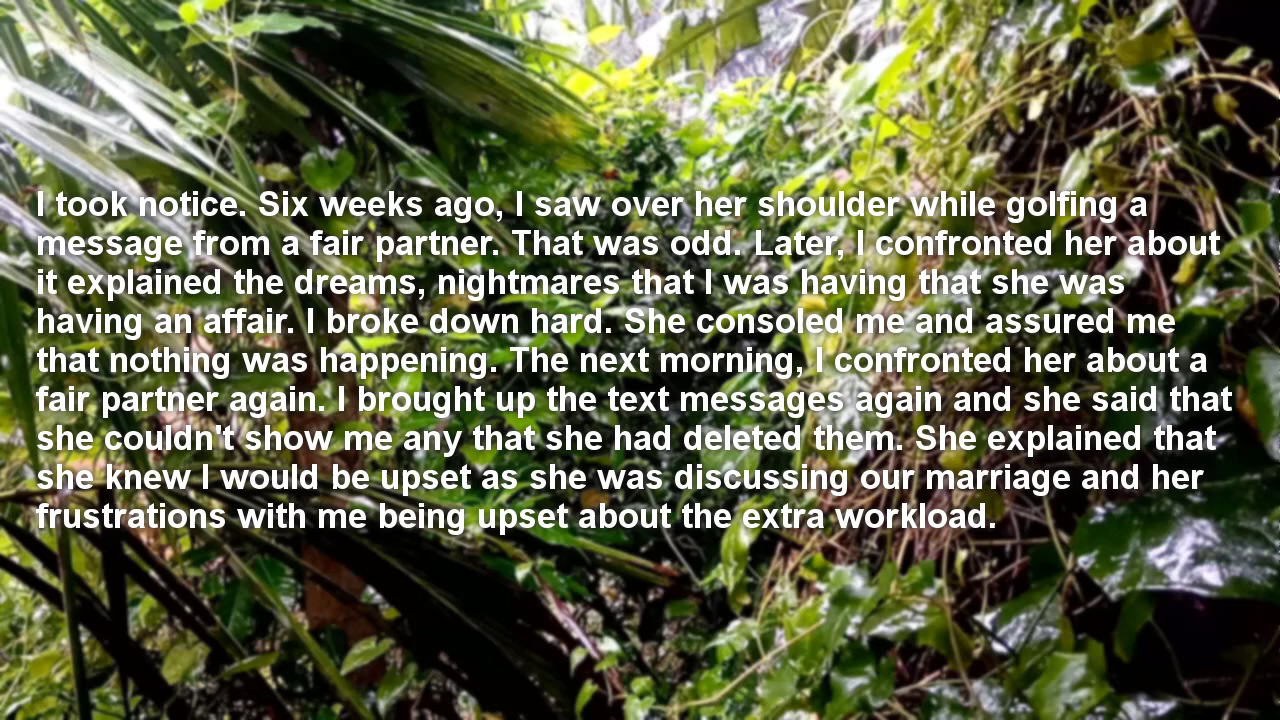 I took notice. Six weeks ago, I saw over her shoulder while golfing a
message from a fair partner. That was odd. Later, I confronted her about
it explained the dreams, nightmares that I was having that she was
having an affair. I broke down hard. She consoled me and assured me
that nothing was happening. The next morning, I confronted her about a
fair partner again. I brought up the text messages again and she said that
she couldn't show me any that she had deleted them. She explained that
she knew I would be upset as she was discussing our marriage and her
frustrations with me being upset about the extra workload.